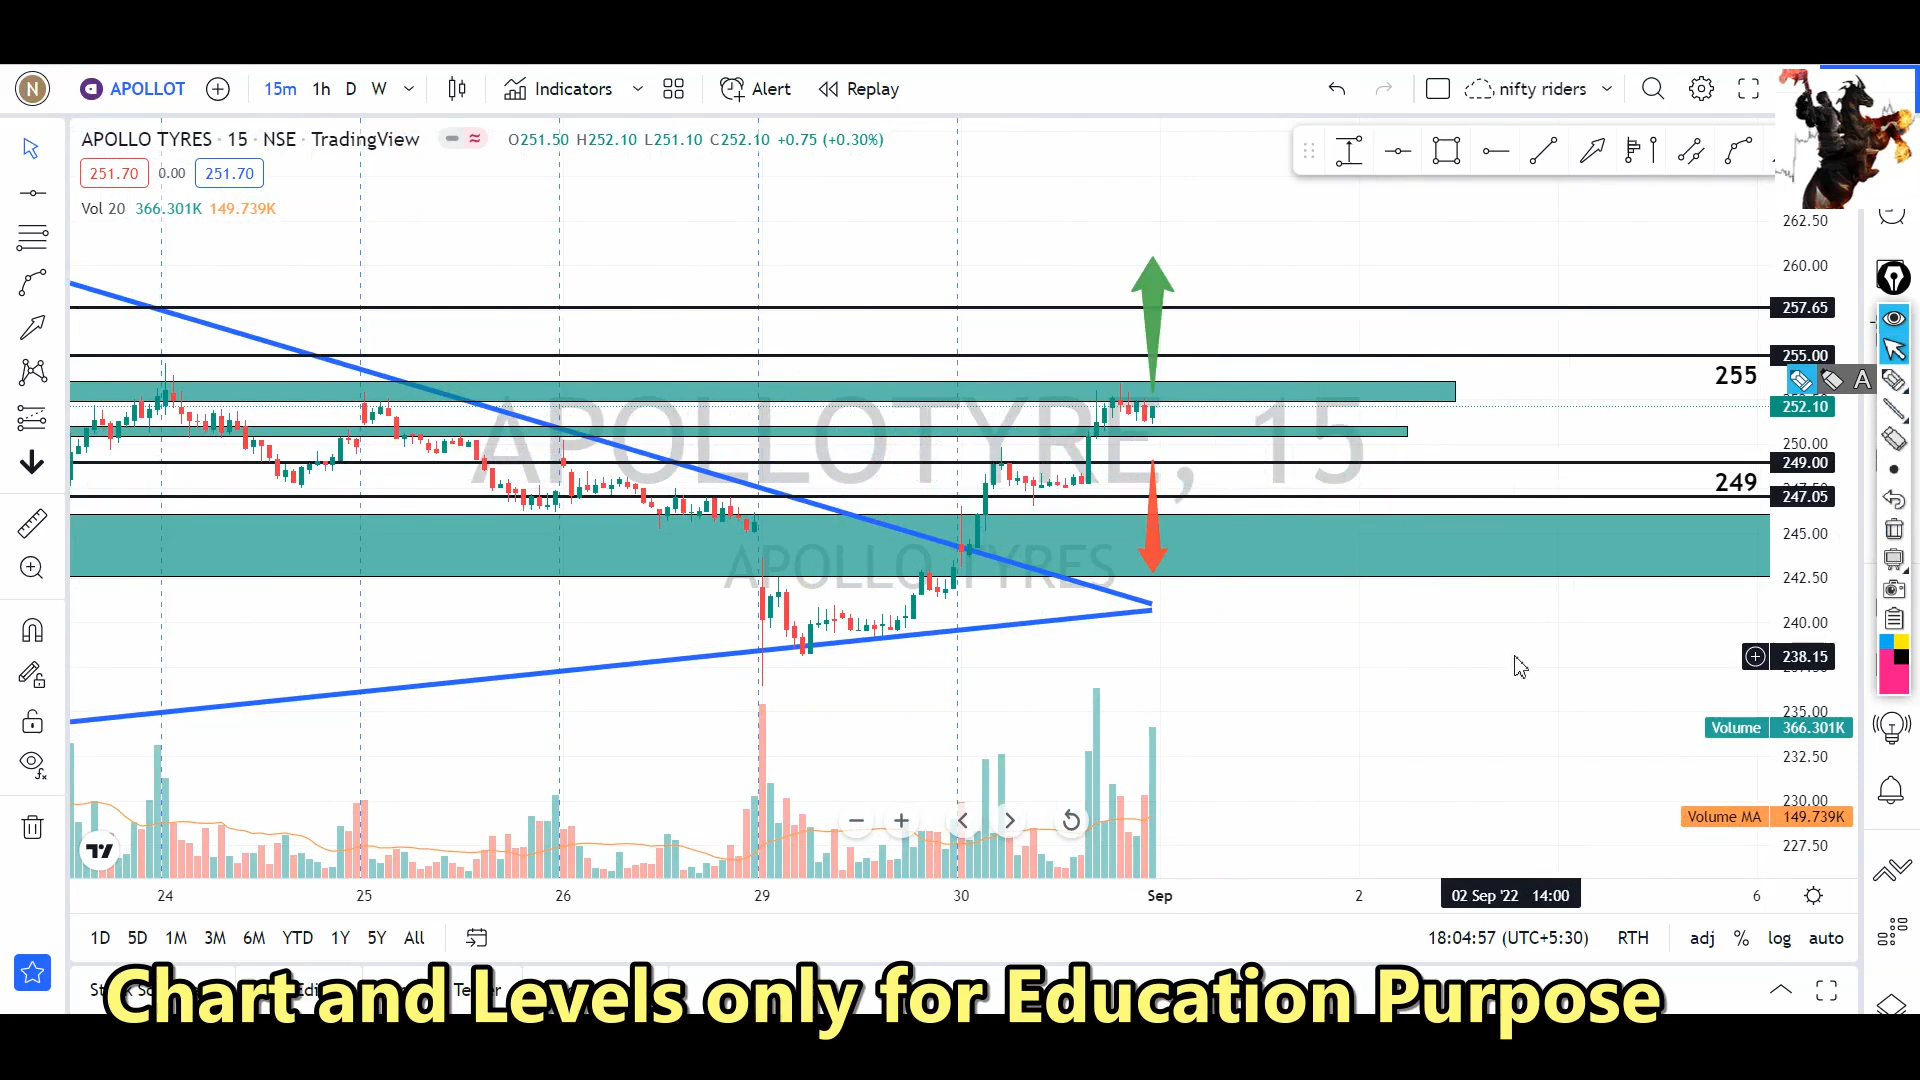 N APOLLOT 15m 1h D W Indicators Alert Replay nifty riders
APOLLO TYRES · 15 · NSE · TradingView O251.50 H252.10 L251.10 C252.10 +0.75 (+0.30%)
251.70 0.00 251.70
Vol 20 366.301K 149.739K
262.50
260.00
257.65
255.00
255
A
252.10
APOLLOTYRE, 15
250.00
249.00
249
247.05
245.00
APOLLO TYRES
242.50
240.00
238.15
235.00
Volume 366.301K
232.50
230.00
Volume MA 149.739K
227.50
24 25 26 29 30 Sep 2 02 Sep '22 14:00 6
1D 5D 1M 3M 6M YTD 1Y 5Y All 18:04:57 (UTC+5:30) RTH adj % log auto
Chart and Levels only for Education Purpose